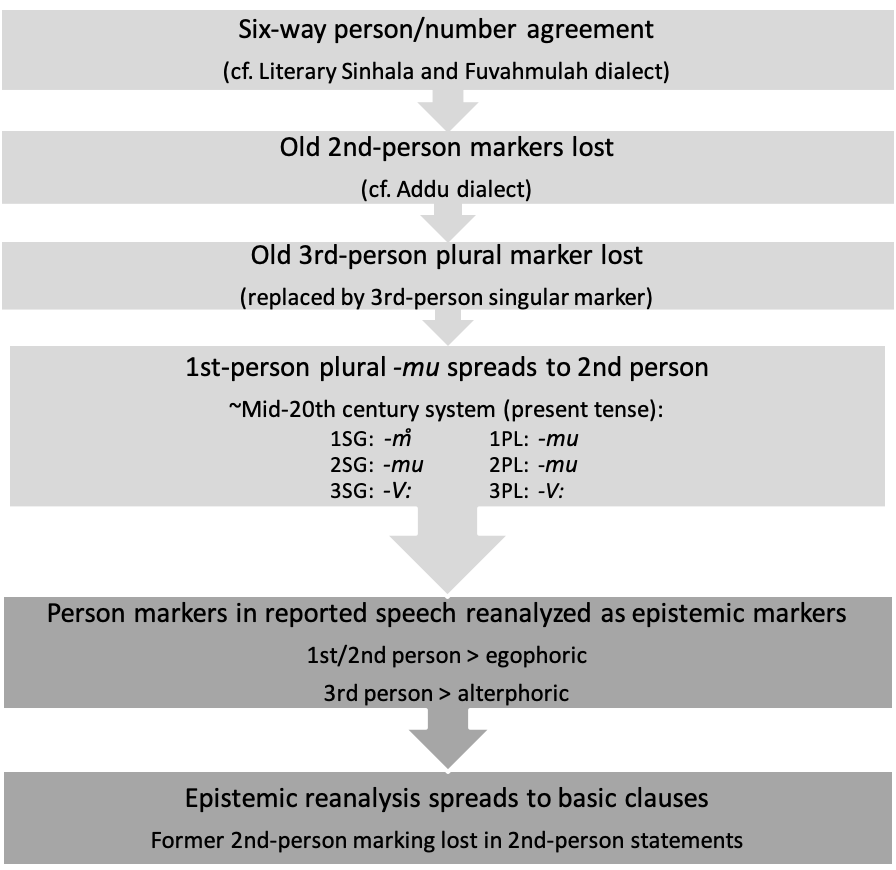 Six-way person/number agreement
(cf. Literary Sinhala and Fuvahmulah dialect)
Old 2nd-person markers lost
(cf. Addu dialect)
Old 3rd-person plural marker lost
(replaced by 3rd-person singular marker)
1st-person plural -mu spreads to 2nd person
~Mid-20th century system (present tense):
1SG: -m̊ 1PL: -mu
2SG: -mu 2PL: -mu
3SG: -V: 3PL: -V:
Person markers in reported speech reanalyzed as epistemic markers
1st/2nd person > egophoric
3rd person > alterphoric
Epistemic reanalysis spreads to basic clauses
Former 2nd-person marking lost in 2nd-person statements